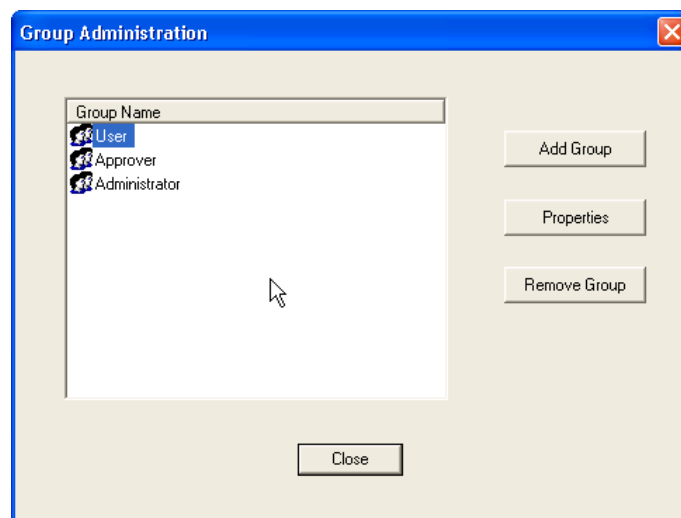 Group Administration
Group Name
User
Approver
Administrator
Add Group
Properties
Remove Group
Close